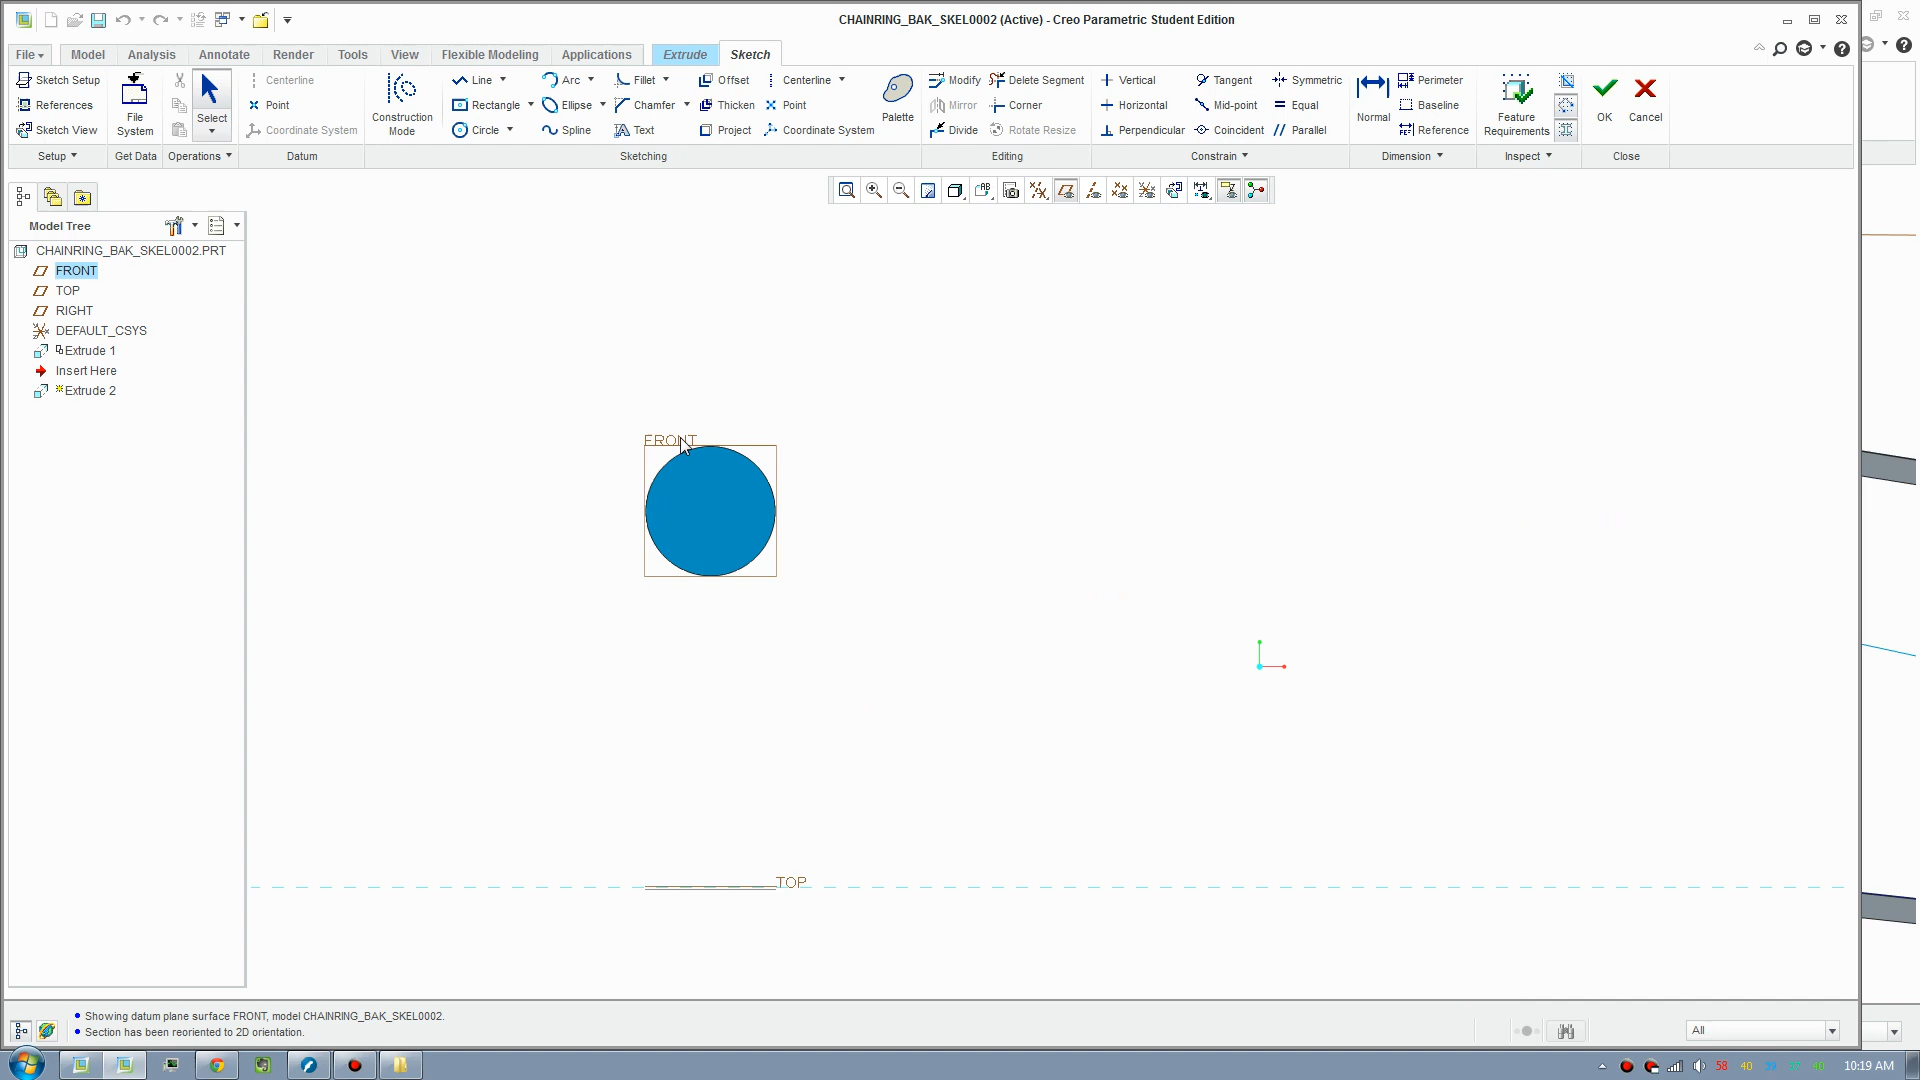 CHAINRING_BAK_SKEL0002 (Active) - Creo Parametric Student Edition
File Model Analysis Annotate Render Tools View Flexible Modeling Applications Extrude Sketch
Sketch Setup
References
Sketch View
Setup
File System
Get Data
Select
Operations
Centerline
Point
Coordinate System
Datum
Construction Mode
Line Arc Fillet Offset Centerline
Rectangle Ellipse Chamfer Thicken Point
Circle Spline Text Project Coordinate System
Palette
Sketching
Modify Delete Segment
Mirror Corner
Divide Rotate Resize
Editing
Vertical Tangent Symmetric
Horizontal Mid-point Equal
Perpendicular Coincident Parallel
Constrain
Normal
Perimeter
Baseline
Reference
Dimension
Feature Requirements
Inspect
OK Cancel
Close
Model Tree
CHAINRING_BAK_SKEL0002.PRT
FRONT
TOP
RIGHT
DEFAULT_CSYS
Extrude 1
Insert Here
Extrude 2
FRONT
TOP
Showing datum plane surface FRONT, model CHAINRING_BAK_SKEL0002.
Section has been reoriented to 2D orientation.
All
58 40 10:19 AM